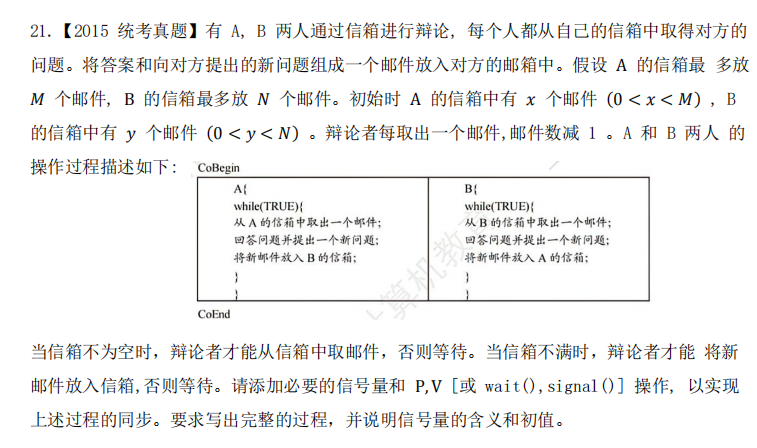 21.【2015 统考真题】有 A, B 两人通过信箱进行辩论, 每个人都从自己的信箱中取得对方的
问题。将答案和向对方提出的新问题组成一个邮件放入对方的邮箱中。假设 A 的信箱最 多放
M 个邮件, B 的信箱最多放 N 个邮件。初始时 A 的信箱中有 x 个邮件 (0<x<M) , B
的信箱中有 y 个邮件 (0<y<N) 。辩论者每取出一个邮件,邮件数减 1 。A 和 B 两人 的
操作过程描述如下:
CoBegin
A{
while(TRUE){
从 A 的信箱中取出一个邮件;
回答问题并提出一个新问题;
将新邮件放入 B 的信箱;
}
}
B{
while(TRUE){
从 B 的信箱中取出一个邮件;
回答问题并提出一个新问题;
将新邮件放入 A 的信箱;
}
}
CoEnd
算机教
当信箱不为空时，辩论者才能从信箱中取邮件，否则等待。当信箱不满时，辩论者才能 将新
邮件放入信箱,否则等待。请添加必要的信号量和 P,V [或 wait(),signal()] 操作, 以实现
上述过程的同步。要求写出完整的过程，并说明信号量的含义和初值。